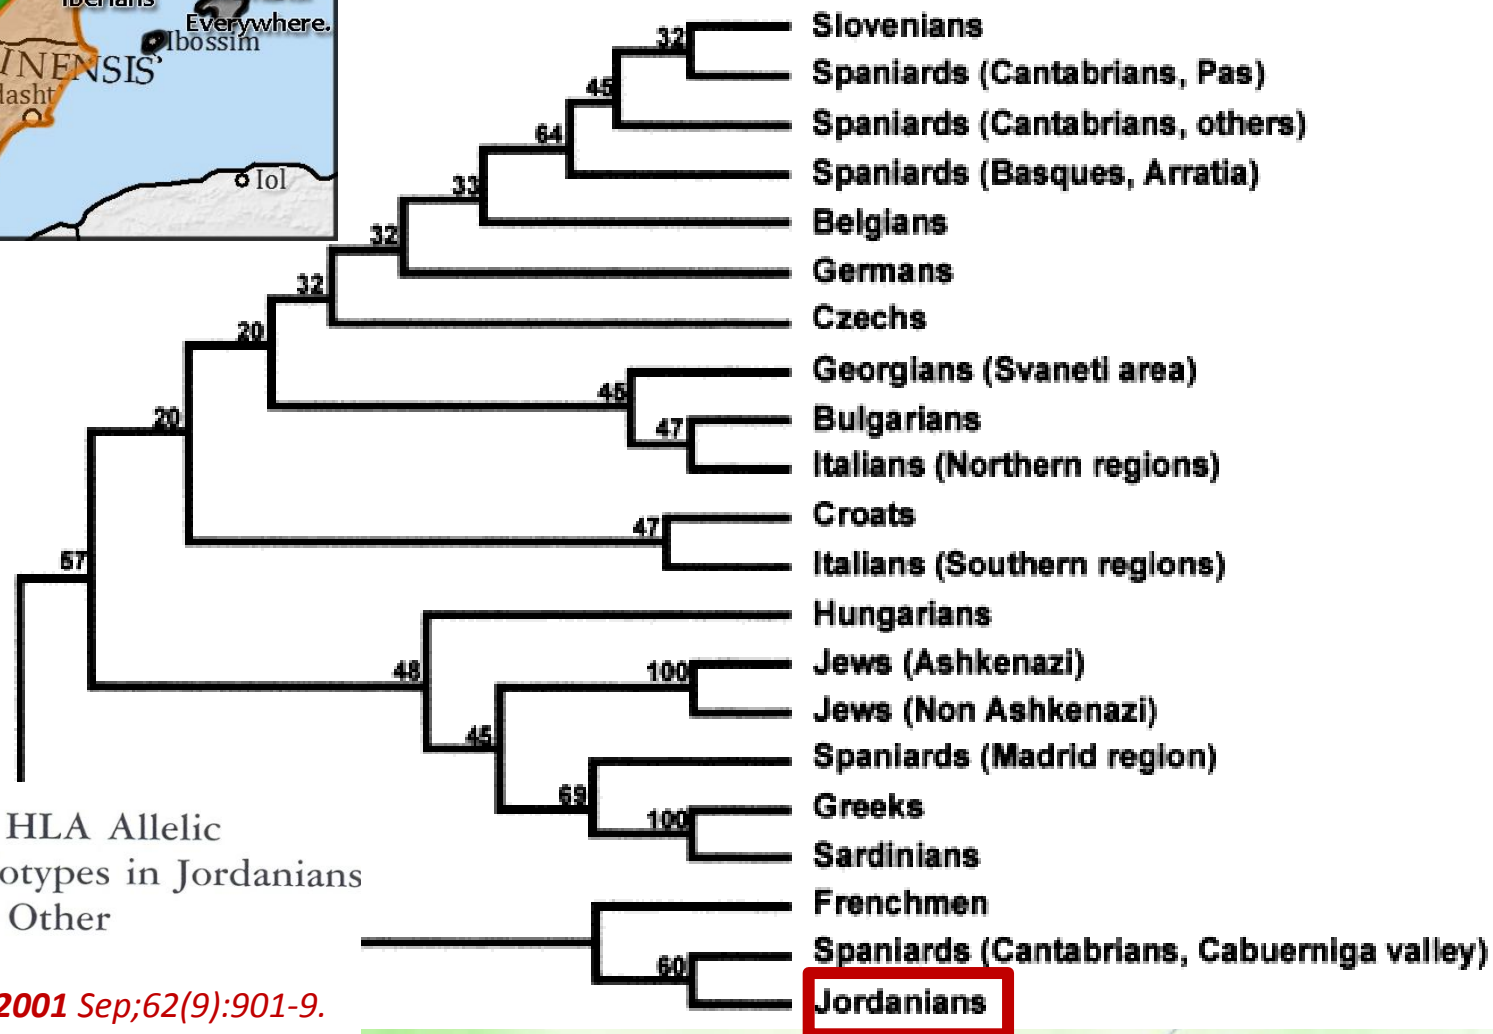 Iberians
Everywhere.
Ibossim
INENSIS
dasht
Iol
Slovenians
32
Spaniards (Cantabrians, Pas)
45
Spaniards (Cantabrians, others)
64
Spaniards (Basques, Arratia)
33
Belgians
32
Germans
32
Czechs
20
Georgians (Svaneti area)
45
Bulgarians
47
Italians (Northern regions)
20
Croats
47
Italians (Southern regions)
57
Hungarians
48
Jews (Ashkenazi)
100
Jews (Non Ashkenazi)
45
Spaniards (Madrid region)
69
Greeks
100
Sardinians
HLA Allelic
otypes in Jordanians
Other
Frenchmen
Spaniards (Cantabrians, Cabuerniga valley)
60
Jordanians
2001 Sep;62(9):901-9.